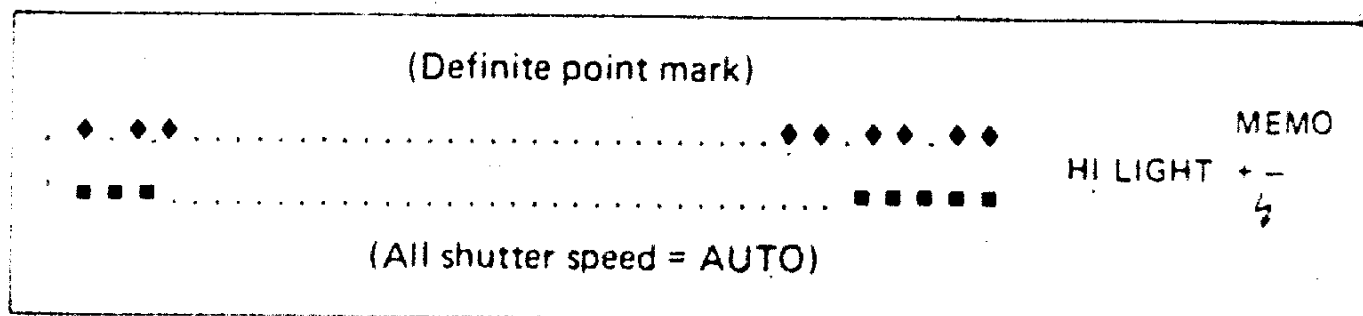 (Definite point mark)
. ♦ . ♦ ♦ . . . . . . . . . . . . . . . . . . . . . . . . . . . . . . . . ♦ ♦ . ♦ ♦ . ♦ ♦
MEMO
HI LIGHT + −
. ■ ■ ■ . . . . . . . . . . . . . . . . . . . . . . . . . . . . . . . . . . . ■ ■ ■ ■ ■
(All shutter speed = AUTO)